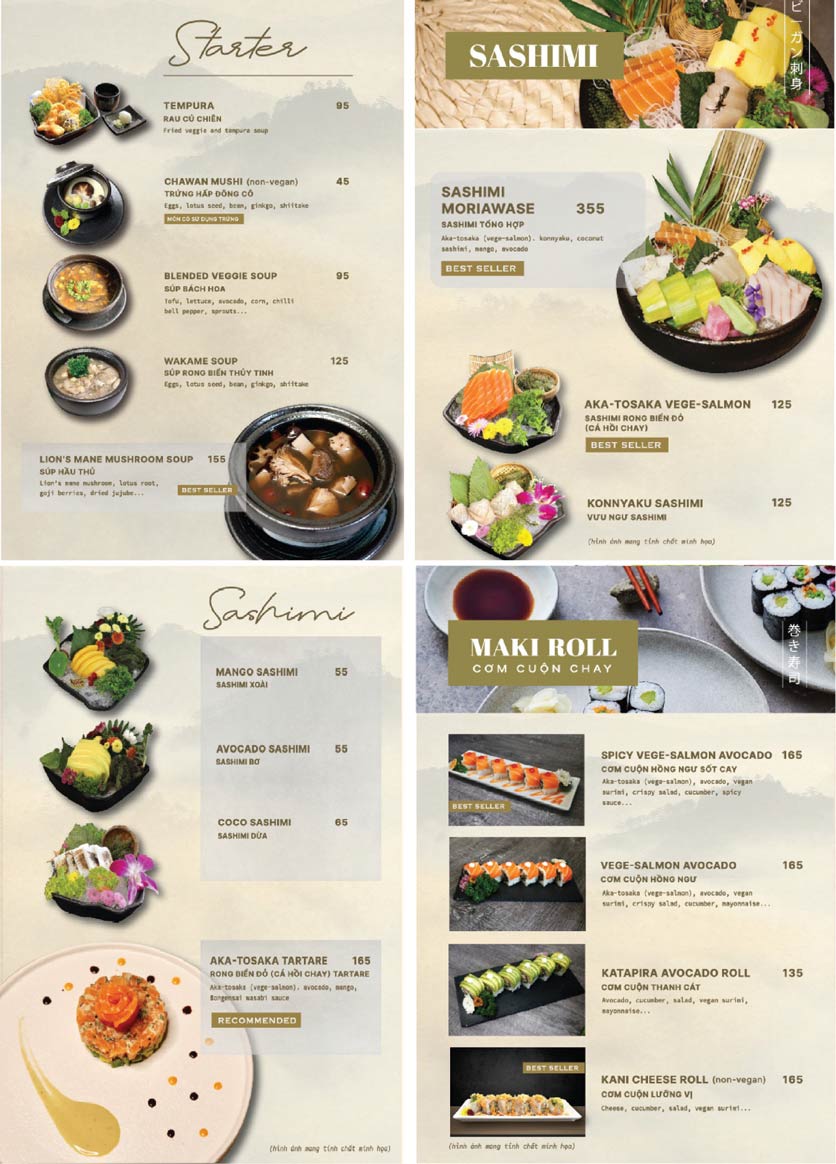 Starter
TEMPURA 95
RAU CỦ CHIÊN
Fried veggie and tempura soup
CHAWAN MUSHI (non-vegan) 45
TRỨNG HẤP ĐÔNG CÔ
Eggs, lotus seed, bean, ginkgo, shiitake
MÓN CÓ SỬ DỤNG TRỨNG
BLENDED VEGGIE SOUP 95
SÚP BÁCH HOA
Tofu, lettuce, avocado, corn, chilli
bell pepper, sprouts...
WAKAME SOUP 125
SÚP RONG BIỂN THỦY TINH
Eggs, lotus seed, bean, ginkgo, shiitake
LION'S MANE MUSHROOM SOUP 155
SÚP HẦU THỦ
Lion's mane mushroom, lotus root,
goji berries, dried jujube...
BEST SELLER
SASHIMI
ビーガン刺身
SASHIMI
MORIAWASE 355
SASHIMI TỔNG HỢP
Aka-tosaka (vege-salmon). konnyaku, coconut
sashimi, mango, avocado
BEST SELLER
AKA-TOSAKA VEGE-SALMON 125
SASHIMI RONG BIỂN ĐỎ
(CÁ HỒI CHAY)
BEST SELLER
KONNYAKU SASHIMI 125
VƯU NGƯ SASHIMI
(hình ảnh mang tính chất minh họa)
Sashimi
MANGO SASHIMI 55
SASHIMI XOÀI
AVOCADO SASHIMI 55
SASHIMI BƠ
COCO SASHIMI 65
SASHIMI DỪA
AKA-TOSAKA TARTARE 165
RONG BIỂN ĐỎ (CÁ HỒI CHAY) TARTARE
Aka-tosaka (vege-salmon). avocado, mango,
Bongensai wasabi sauce
RECOMMENDED
(hình ảnh mang tính chất minh họa)
MAKI ROLL
CƠM CUỘN CHAY
巻き寿司
SPICY VEGE-SALMON AVOCADO 165
CƠM CUỘN HỒNG NGƯ SỐT CAY
Aka-tosaka (vege-salmon), avocado, vegan
surimi, crispy salad, cucumber, spicy
sauce...
BEST SELLER
VEGE-SALMON AVOCADO 165
CƠM CUỘN HỒNG NGƯ
Aka-tosaka (vege-salmon), avocado, vegan
surimi, crispy salad, cucumber, mayonnaise...
KATAPIRA AVOCADO ROLL 135
CƠM CUỘN THANH CÁT
Avocado, cucumber, salad, vegan surimi,
mayonnaise...
BEST SELLER
KANI CHEESE ROLL (non-vegan) 165
CƠM CUỘN LƯỠNG VỊ
Cheese, cucumber, salad, vegan surimi...
(hình ảnh mang tính chất minh họa)